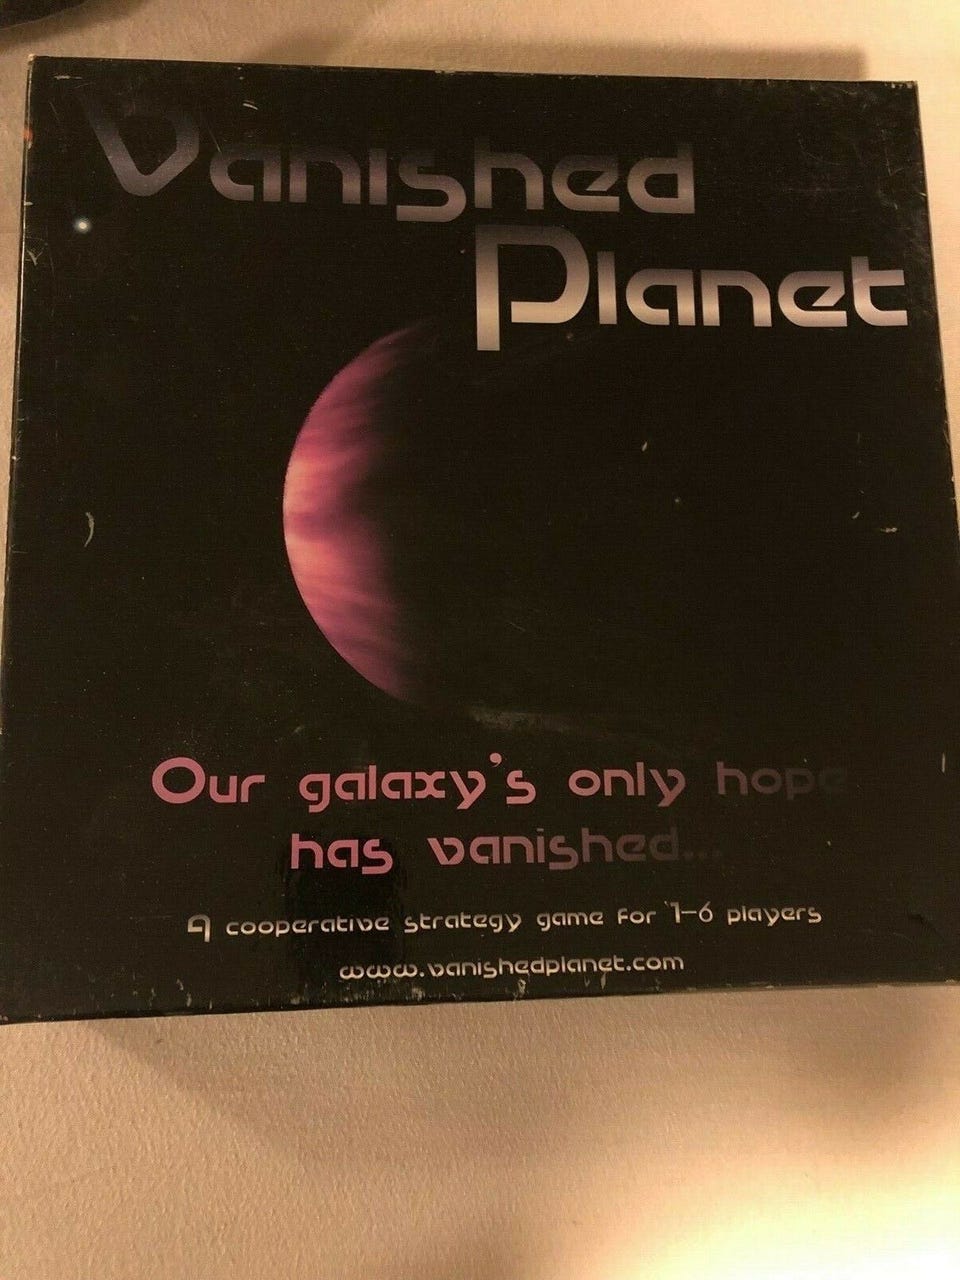 Vanished
Planet
Our galaxy's only hope
has vanished...
A cooperative strategy game for 1-6 players
www.vanishedplanet.com